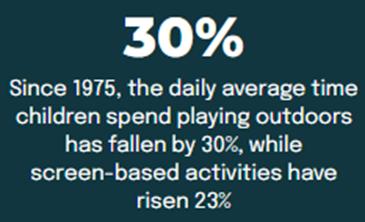 30%
Since 1975, the daily average time
children spend playing outdoors
has fallen by 30%, while
screen-based activities have
risen 23%